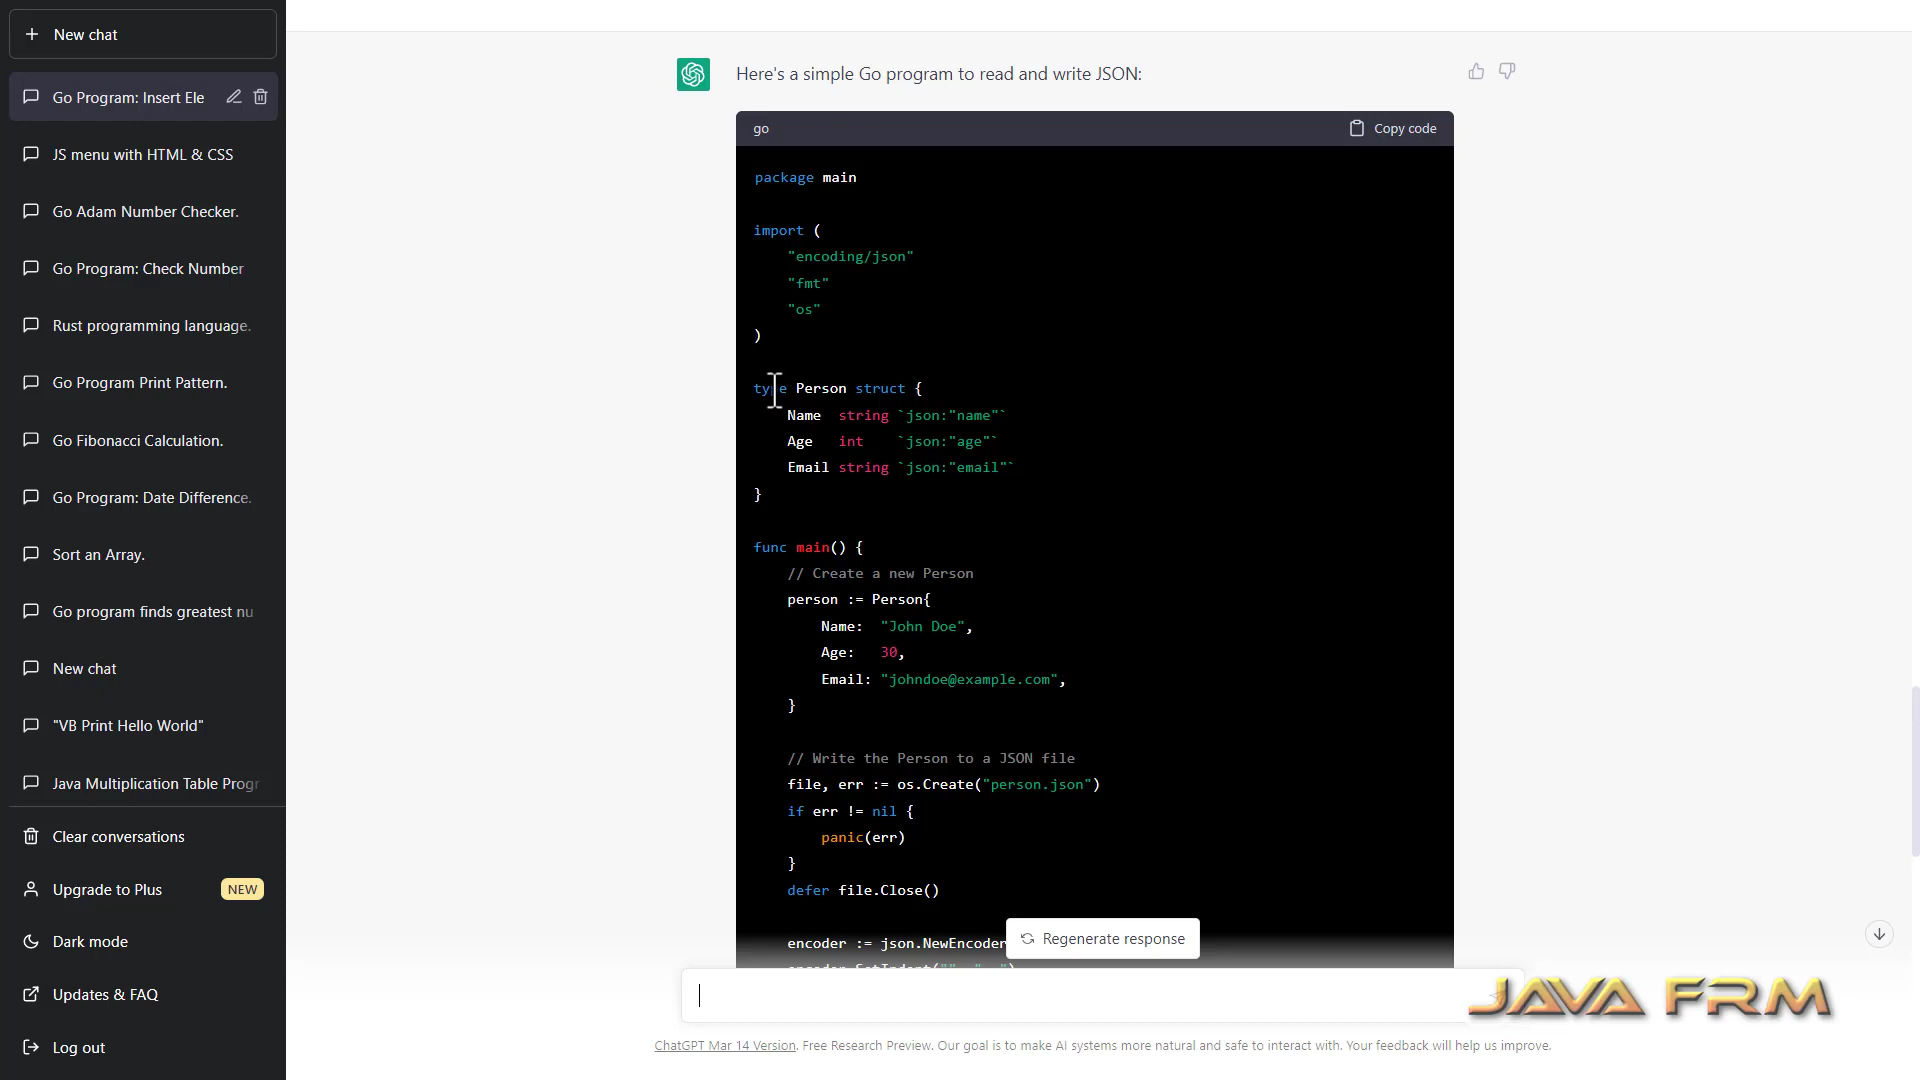 New chat
Go Program: Insert Ele
JS menu with HTML & CSS
Go Adam Number Checker.
Go Program: Check Number
Rust programming language.
Go Program Print Pattern.
Go Fibonacci Calculation.
Go Program: Date Difference.
Sort an Array.
Go program finds greatest nu
New chat
"VB Print Hello World"
Java Multiplication Table Progr
Clear conversations
Upgrade to Plus NEW
Dark mode
Updates & FAQ
Log out
Here's a simple Go program to read and write JSON:
go Copy code
package main
import (
"encoding/json"
"fmt"
"os"
)
type Person struct {
Name string `json:"name"`
Age int `json:"age"`
Email string `json:"email"`
}
func main() {
// Create a new Person
person := Person{
Name: "John Doe",
Age: 30,
Email: "johndoe@example.com",
}
// Write the Person to a JSON file
file, err := os.Create("person.json")
if err != nil {
panic(err)
}
defer file.Close()
encoder := json.NewEncoder
Regenerate response
JAVA FRM
ChatGPT Mar 14 Version. Free Research Preview. Our goal is to make AI systems more natural and safe to interact with. Your feedback will help us improve.